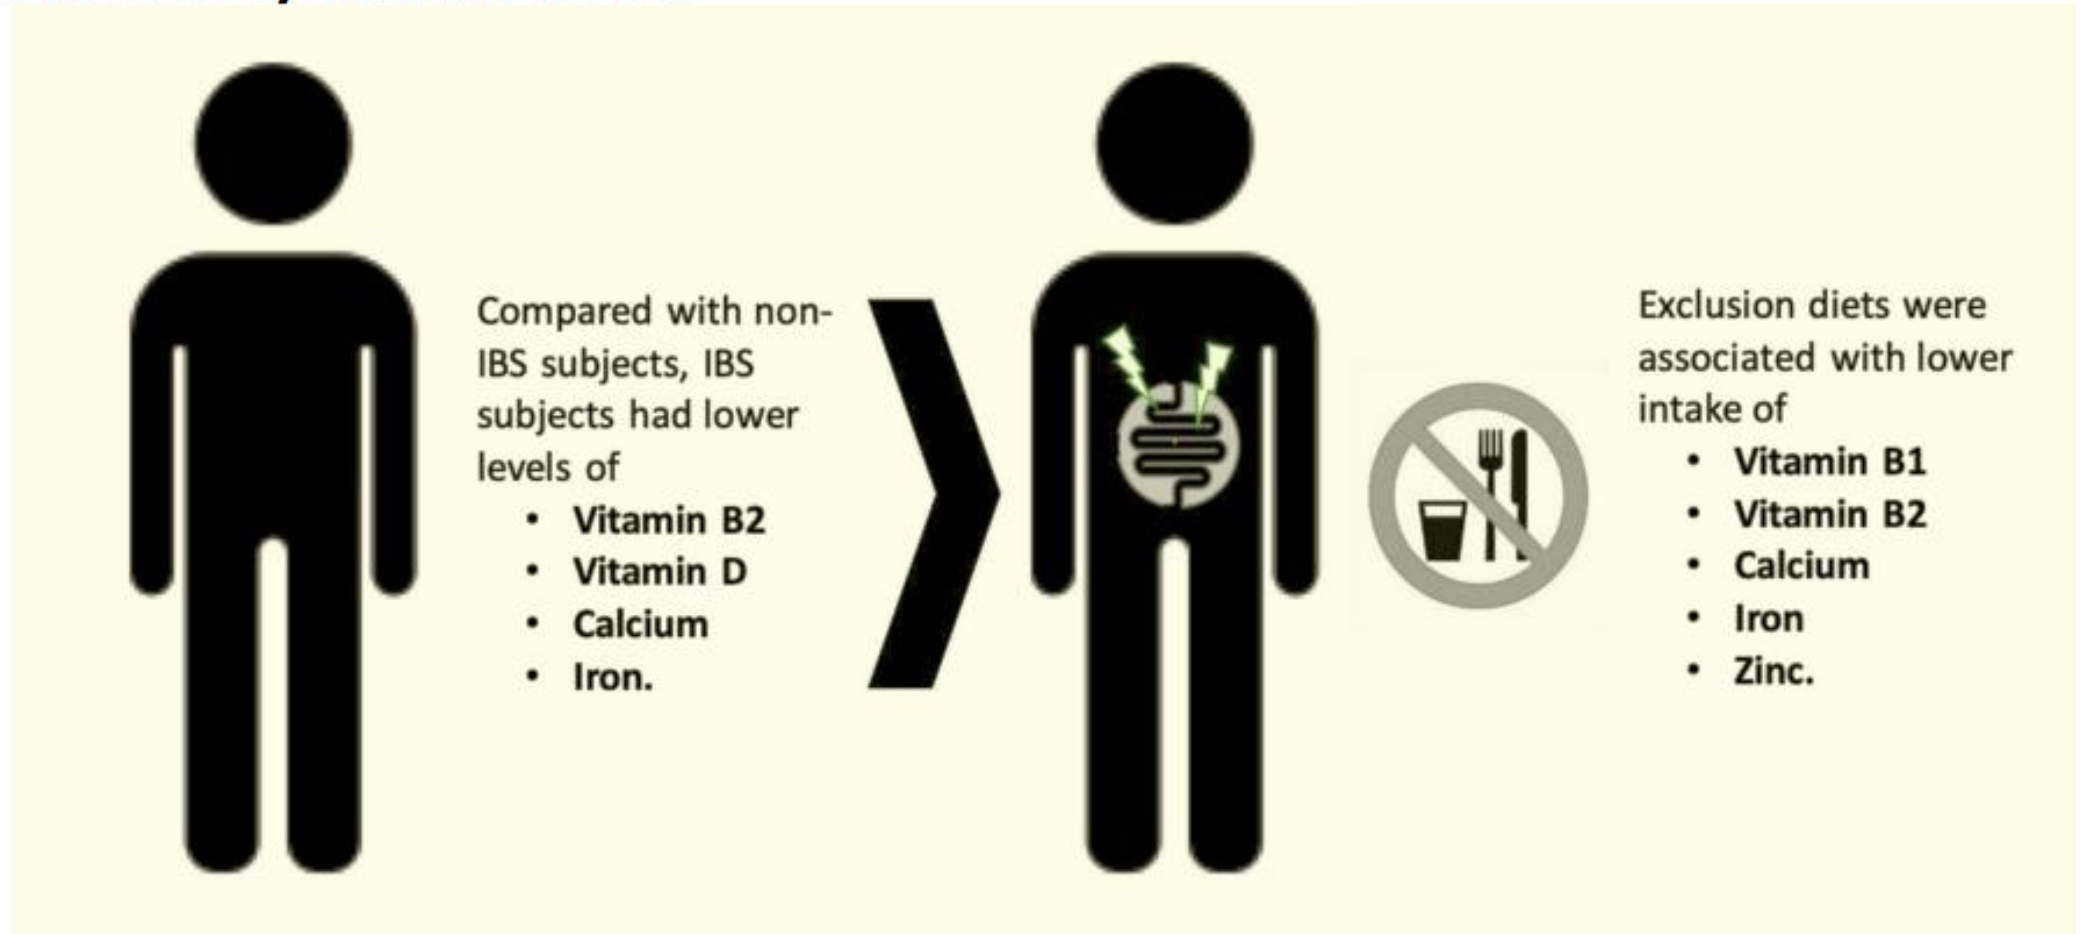 Compared with non-
IBS subjects, IBS
subjects had lower
levels of
• Vitamin B2
• Vitamin D
• Calcium
• Iron.
Exclusion diets were
associated with lower
intake of
• Vitamin B1
• Vitamin B2
• Calcium
• Iron
• Zinc.